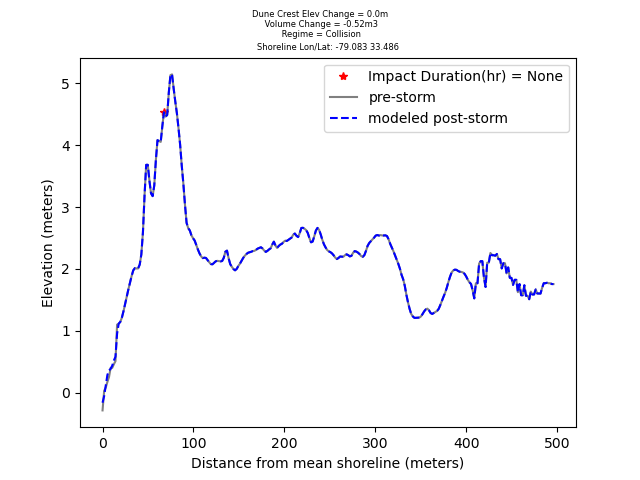 Dune Crest Elev Change = 0.0m
Volume Change = -0.52m3
Regime = Collision
Shoreline Lon/Lat: -79.083 33.486
Impact Duration(hr) = None
pre-storm
modeled post-storm
Elevation (meters)
5
4
3
2
1
0
0 100 200 300 400 500
Distance from mean shoreline (meters)